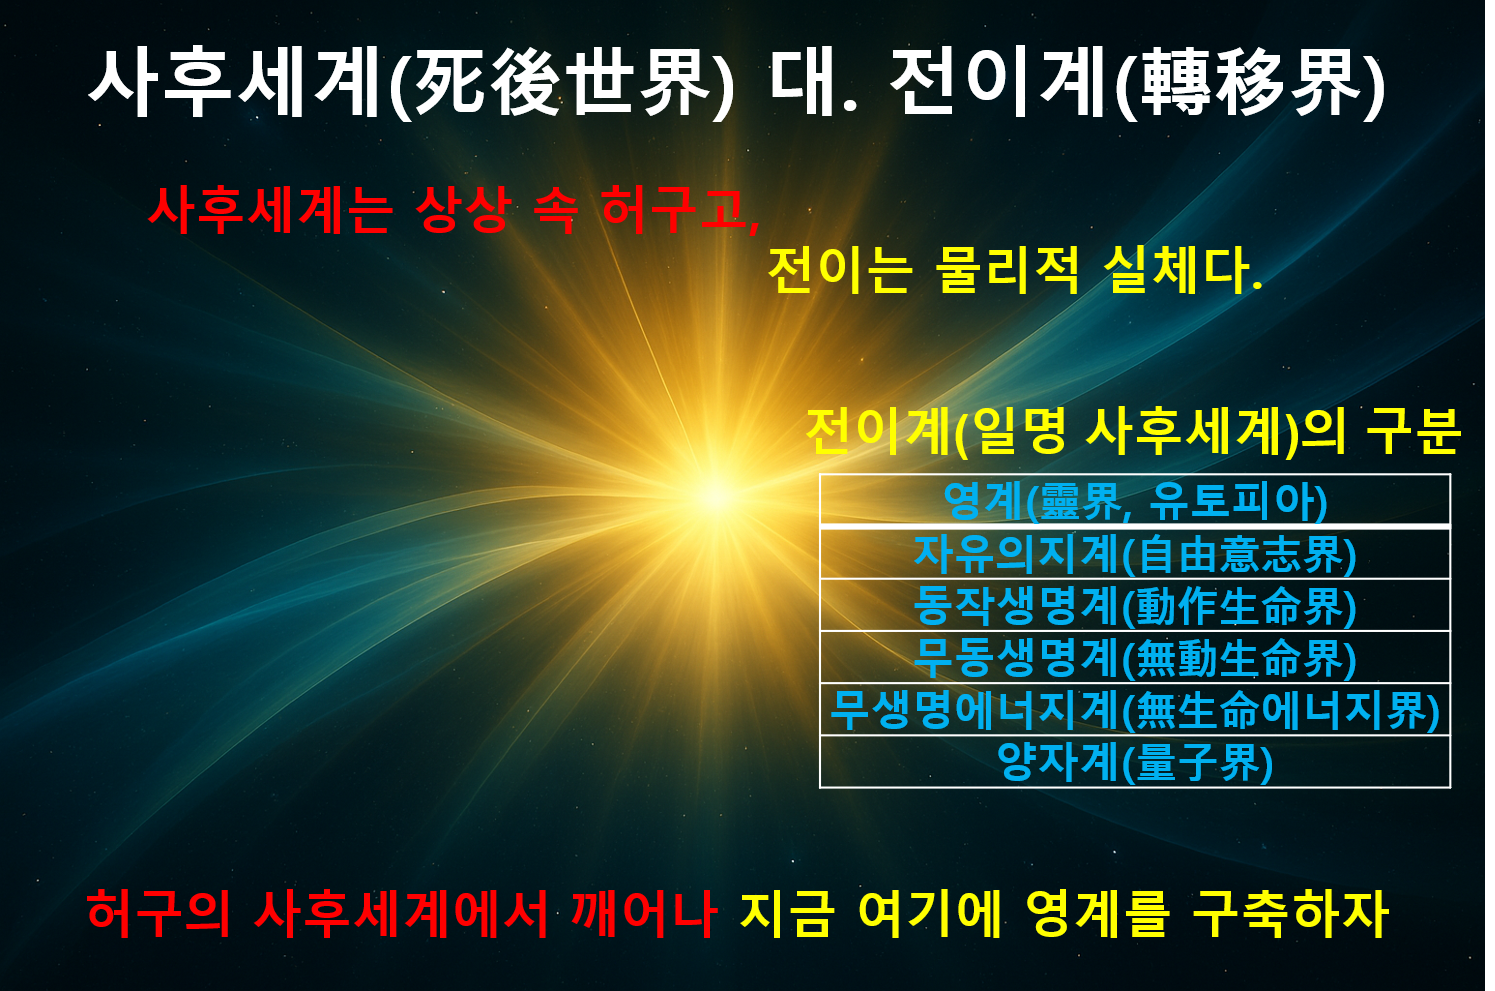 사후세계(死後世界) 대. 전이계(轉移界)
사후세계는 상상 속 허구고,
전이는 물리적 실체다.
전이계(일명 사후세계)의 구분
영계(靈界, 유토피아)
자유의지계(自由意志界)
동작생명계(動作生命界)
무동생명계(無動生命界)
무생명에너지계(無生命에너지界)
양자계(量子界)
허구의 사후세계에서 깨어나 지금 여기에 영계를 구축하자